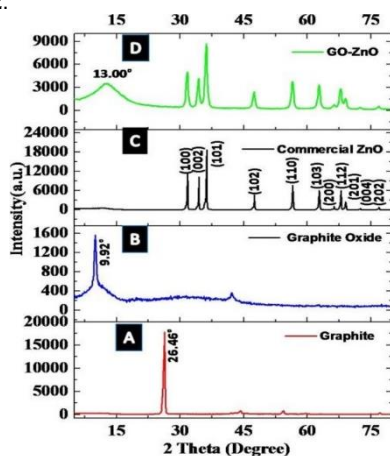 15 30 45 60 75
9000
6000
3000
0
D
13.00°
GO-ZnO
24000
18000
12000
6000
0
C
Commercial ZnO
(100)
(002)
(101)
(102)
(110)
(103)
(200)
(112)
(201)
(004)
(202)
1600
1200
800
400
B
9.92°
Graphite Oxide
20000
15000
10000
5000
0
A
26.46°
Graphite
15 30 45 60 75
2 Theta (Degree)
Intensity(a.u.)